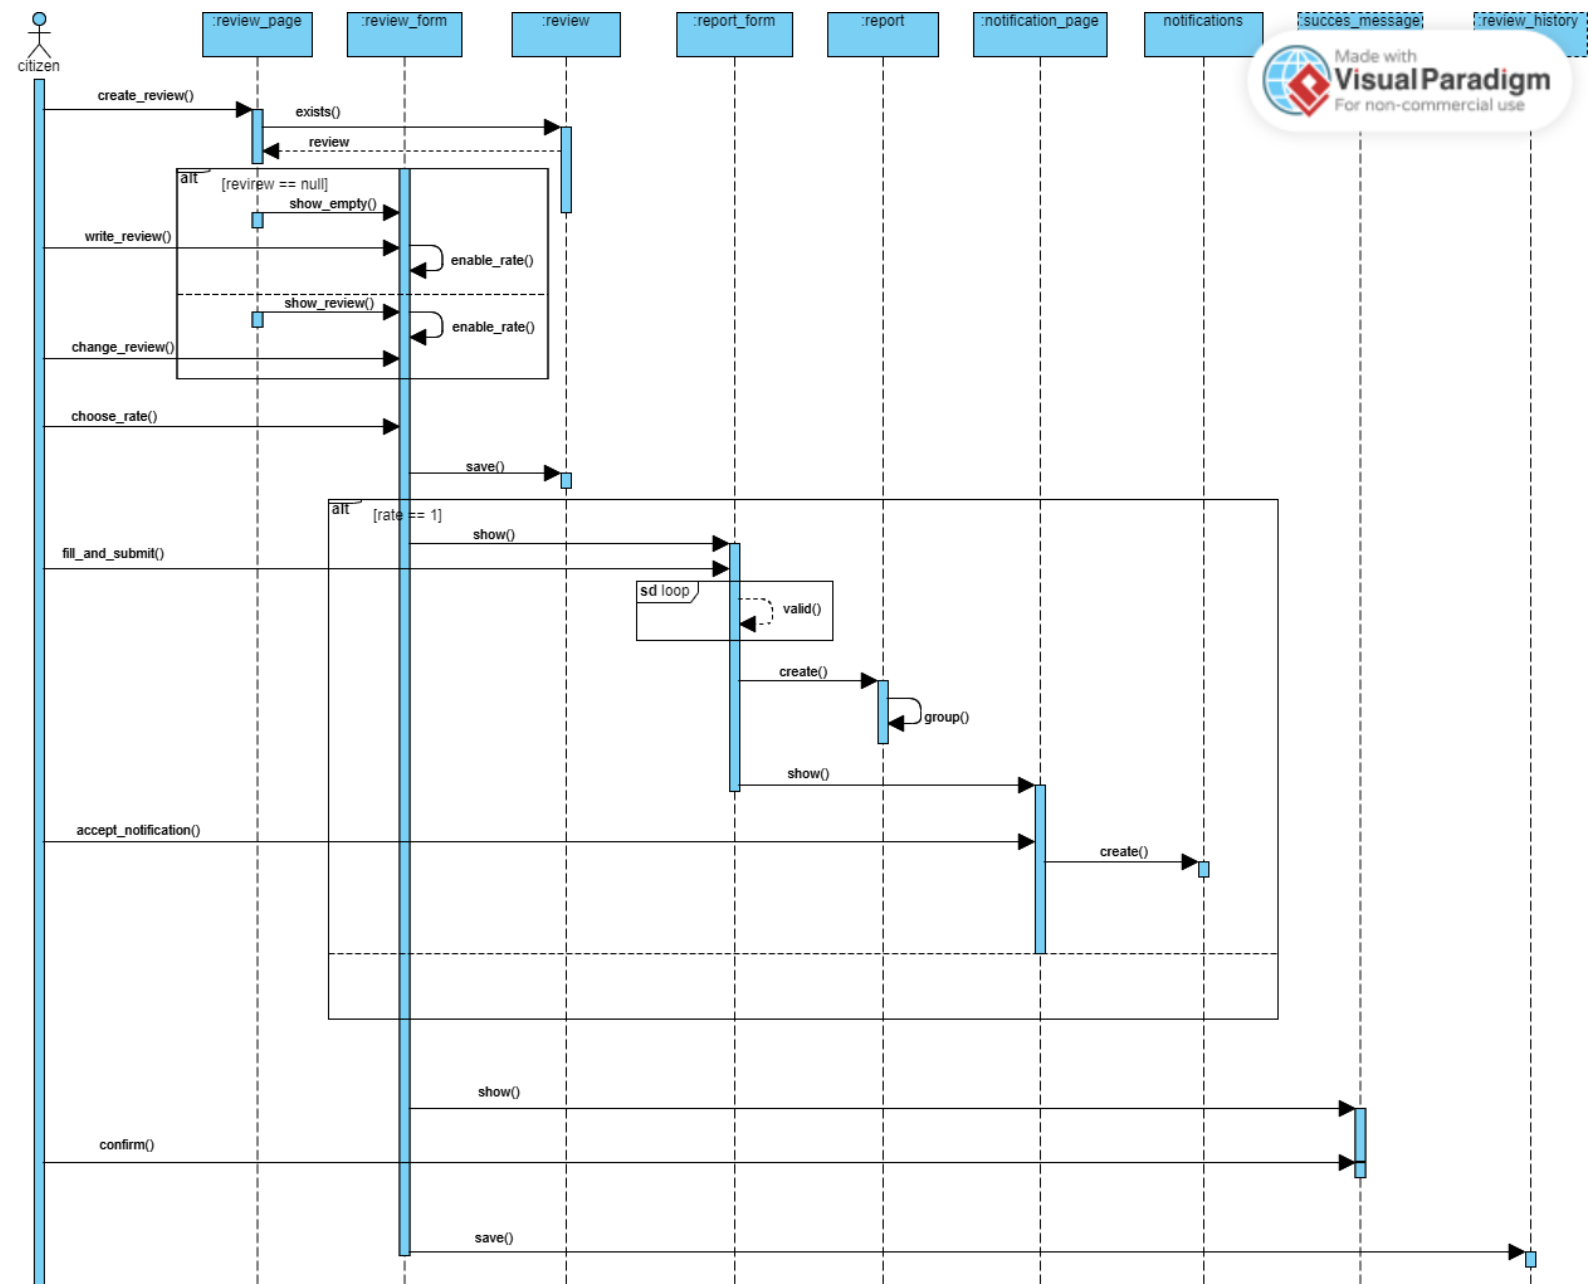 :review_page
:review_form
:review
:report_form
:report
:notification_page
notifications
:succes_message
:review_history
Made with
Visual Paradigm
For non-commercial use
citizen
create_review()
exists()
review
alt
[revirew == null]
show_empty()
write_review()
enable_rate()
show_review()
enable_rate()
change_review()
choose_rate()
save()
alt
[rate == 1]
show()
fill_and_submit()
sd loop
valid()
create()
group()
show()
accept_notification()
create()
show()
confirm()
save()